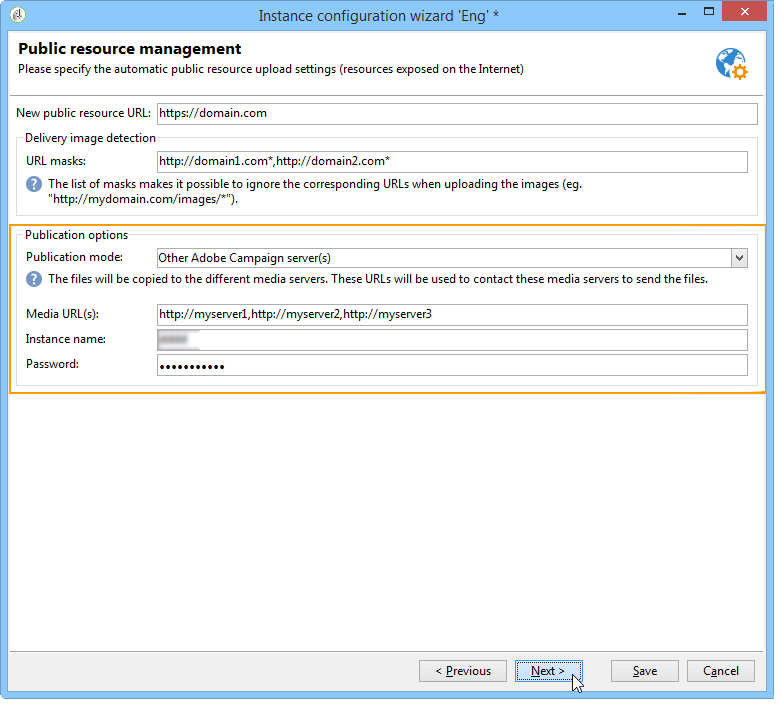 Instance configuration wizard 'Eng' *
Public resource management
Please specify the automatic public resource upload settings (resources exposed on the Internet)
New public resource URL: https://domain.com
Delivery image detection
URL masks: http://domain1.com*,http://domain2.com*
The list of masks makes it possible to ignore the corresponding URLs when uploading the images (eg.
"http://mydomain.com/images/*").
Publication options
Publication mode: Other Adobe Campaign server(s)
The files will be copied to the different media servers. These URLs will be used to contact these media servers to send the files.
Media URL(s): http://myserver1,http://myserver2,http://myserver3
Instance name:
Password: •••••••••••
< Previous Next > Save Cancel